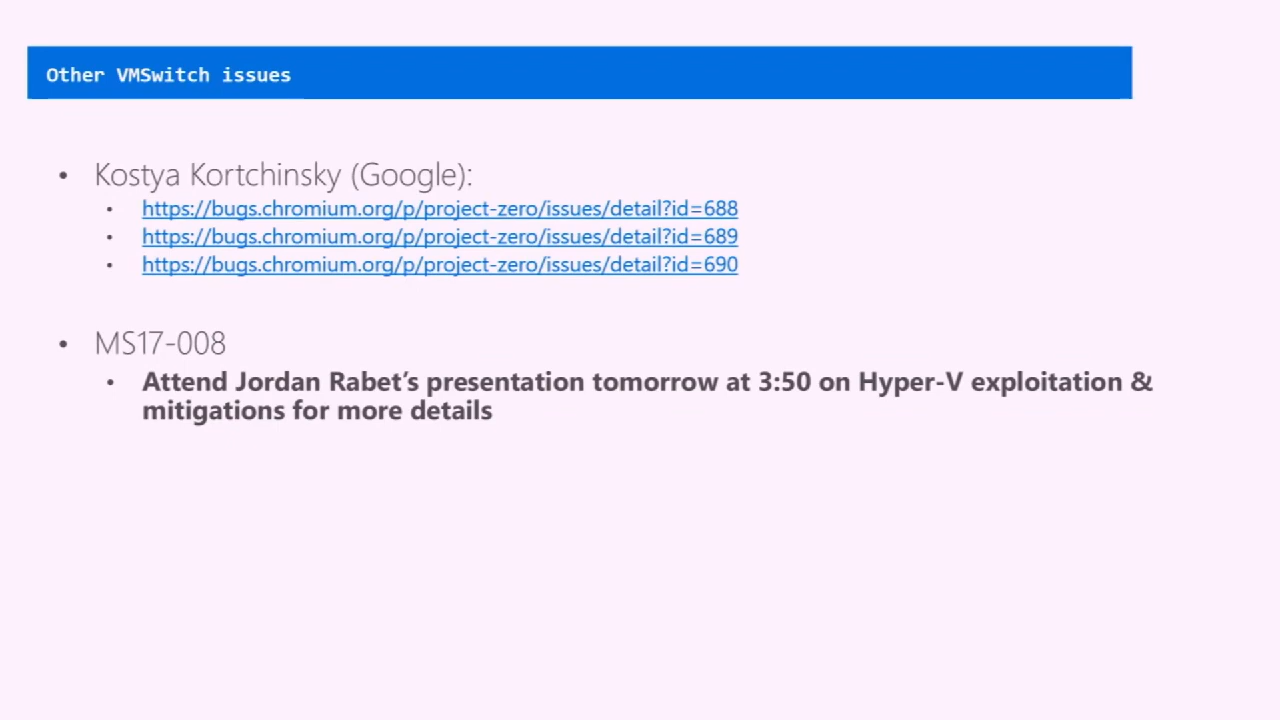 Other VMSwitch issues
• Kostya Kortchinsky (Google):
• https://bugs.chromium.org/p/project-zero/issues/detail?id=688
• https://bugs.chromium.org/p/project-zero/issues/detail?id=689
• https://bugs.chromium.org/p/project-zero/issues/detail?id=690
• MS17-008
• Attend Jordan Rabet’s presentation tomorrow at 3:50 on Hyper-V exploitation &
mitigations for more details